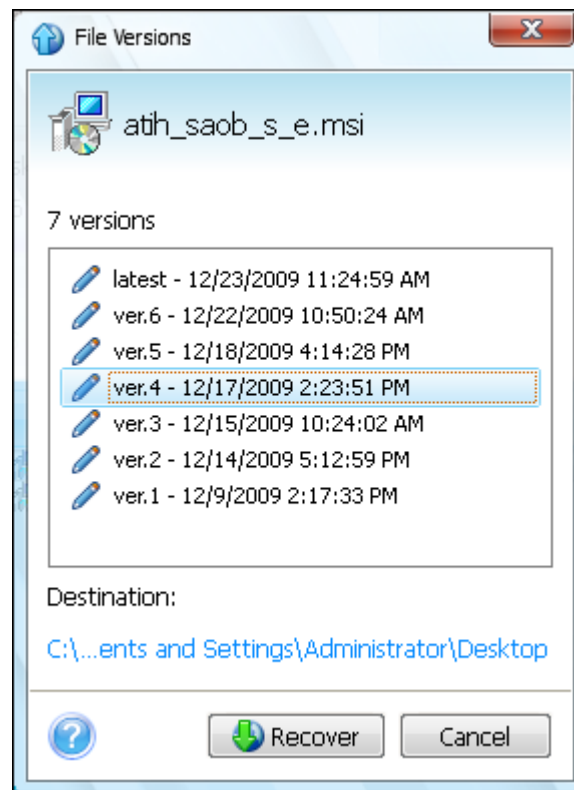 File Versions
atih_saob_s_e.msi
7 versions
latest - 12/23/2009 11:24:59 AM
ver.6 - 12/22/2009 10:50:24 AM
ver.5 - 12/18/2009 4:14:28 PM
ver.4 - 12/17/2009 2:23:51 PM
ver.3 - 12/15/2009 10:24:02 AM
ver.2 - 12/14/2009 5:12:59 PM
ver.1 - 12/9/2009 2:17:33 PM
Destination:
C:\...ents and Settings\Administrator\Desktop
? Recover Cancel